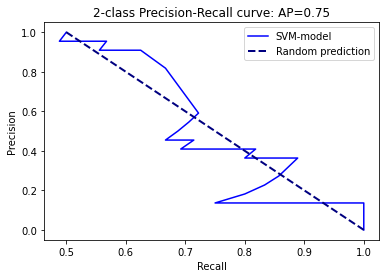 2-class Precision-Recall curve: AP=0.75
SVM-model
Random prediction
Precision
1.0
0.8
0.6
0.4
0.2
0.0
0.5 0.6 0.7 0.8 0.9 1.0
Recall